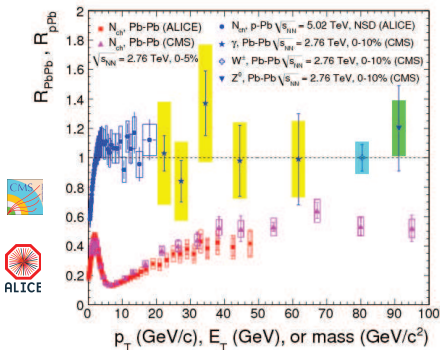 R_PbPb, R_pPb
N_ch, Pb-Pb (ALICE)
N_ch, Pb-Pb (CMS)
√s_NN = 2.76 TeV, 0-5%
N_ch, p-Pb √s_NN = 5.02 TeV, NSD (ALICE)
γ, Pb-Pb √s_NN = 2.76 TeV, 0-10% (CMS)
W±, Pb-Pb √s_NN = 2.76 TeV, 0-10% (CMS)
Z⁰, Pb-Pb √s_NN = 2.76 TeV, 0-10% (CMS)
2
1.8
1.6
1.4
1.2
1
0.8
0.6
0.4
0.2
0
0 10 20 30 40 50 60 70 80 90 100
p_T (GeV/c), E_T (GeV), or mass (GeV/c²)
CMS
ALICE